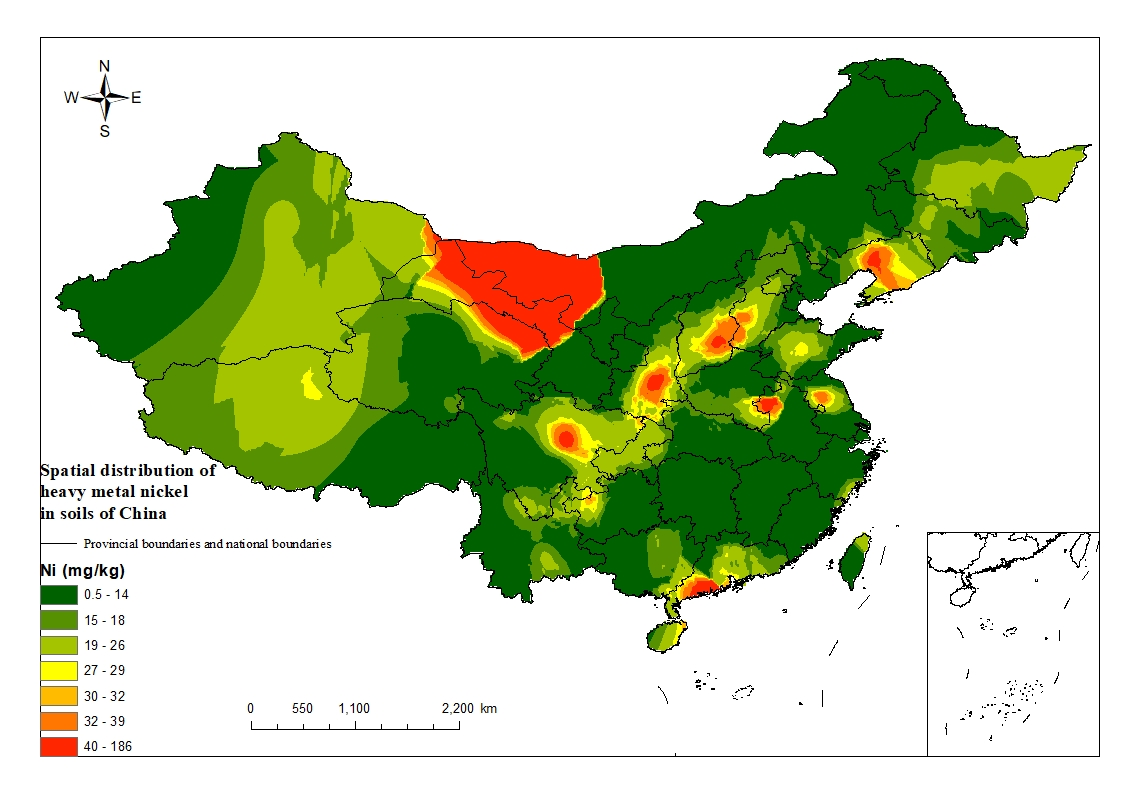 N
W E
S
Spatial distribution of
heavy metal nickel
in soils of China
Provincial boundaries and national boundaries
Ni (mg/kg)
0.5 - 14
15 - 18
19 - 26
27 - 29
30 - 32
32 - 39
40 - 186
0 550 1,100 2,200 km